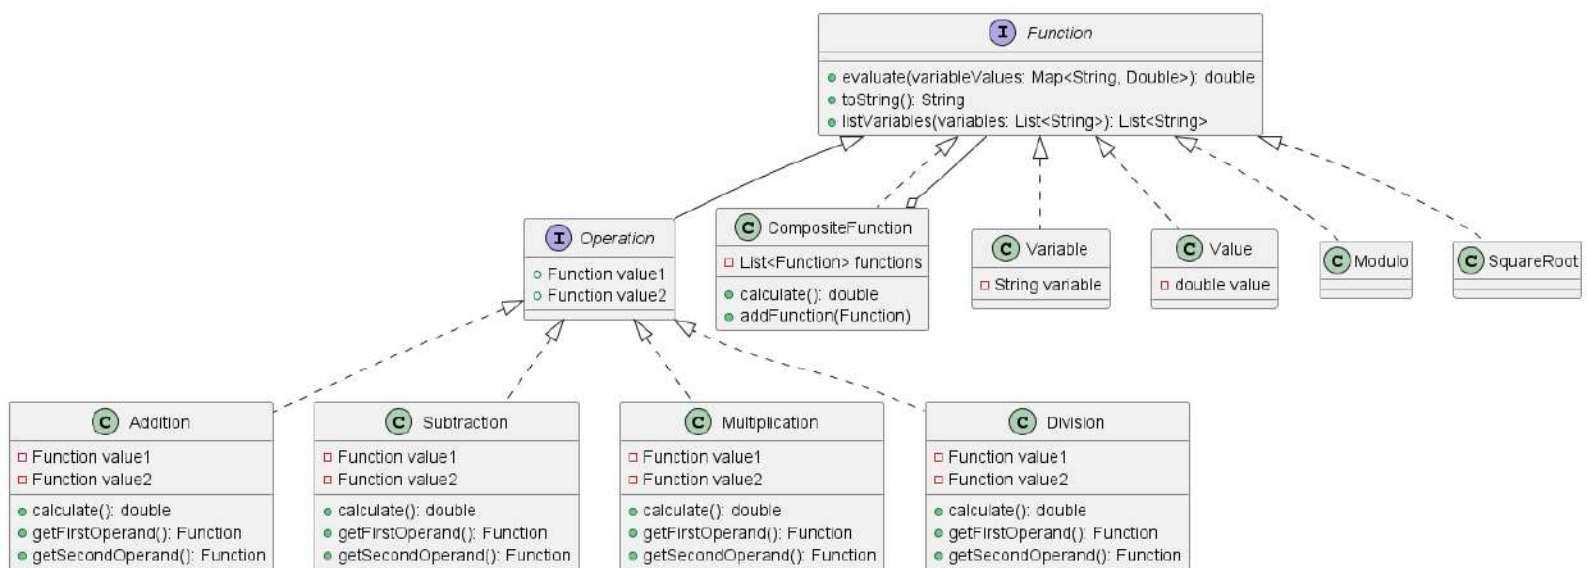 I Function
evaluate(variableValues: Map<String, Double>): double
toString(): String
listVariables(variables: List<String>): List<String>
I Operation
Function value1
Function value2
C CompositeFunction
List<Function> functions
calculate(): double
addFunction(Function)
C Variable
String variable
C Value
double value
C Modulo
C SquareRoot
C Addition
Function value1
Function value2
calculate(): double
getFirstOperand(): Function
getSecondOperand(): Function
C Subtraction
Function value1
Function value2
calculate(): double
getFirstOperand(): Function
getSecondOperand(): Function
C Multiplication
Function value1
Function value2
calculate(): double
getFirstOperand(): Function
getSecondOperand(): Function
C Division
Function value1
Function value2
calculate(): double
getFirstOperand(): Function
getSecondOperand(): Function